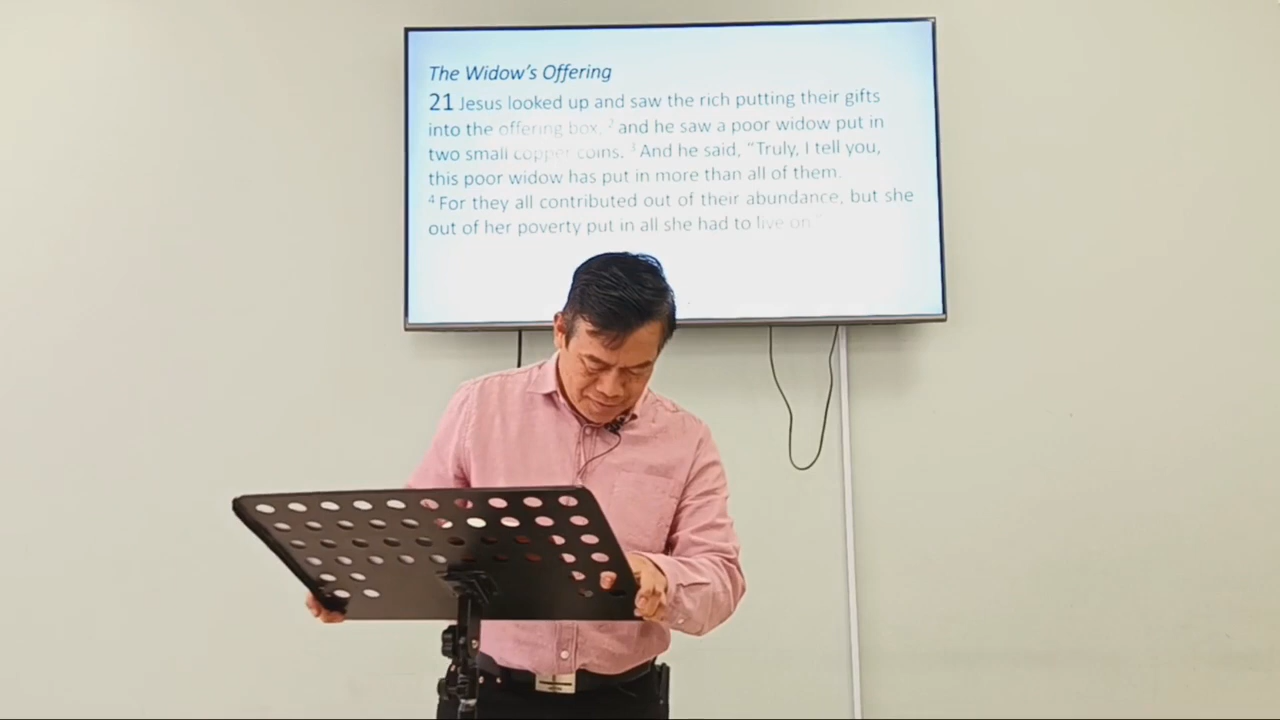 The Widow's Offering
21 Jesus looked up and saw the rich putting their gifts
into the offering box, 2 and he saw a poor widow put in
two small copper coins. 3 And he said, "Truly, I tell you,
this poor widow has put in more than all of them.
4 For they all contributed out of their abundance, but she
out of her poverty put in all she had to live on."